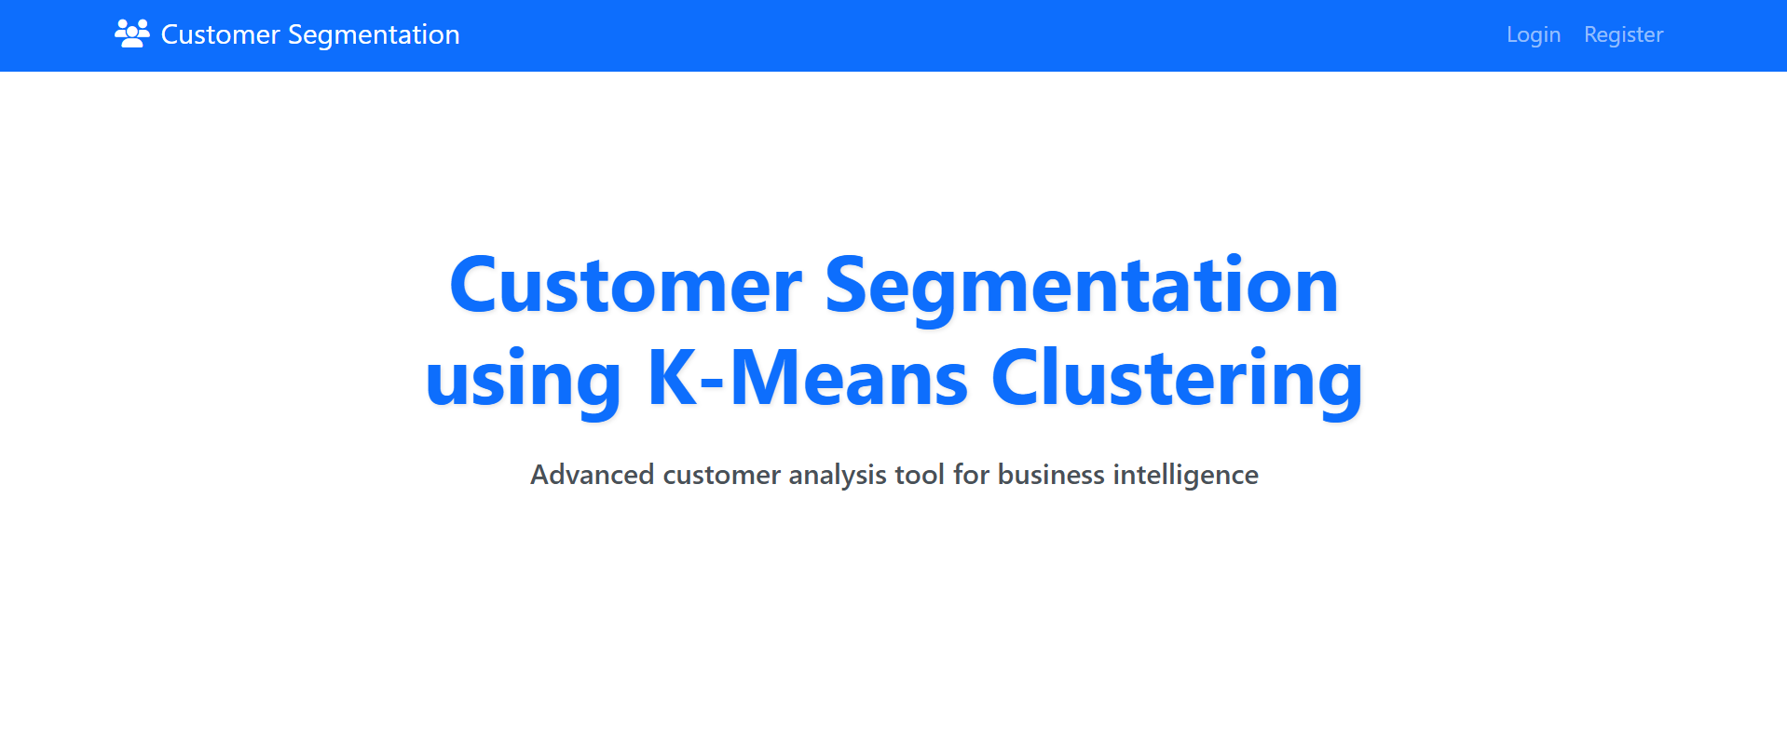 Customer Segmentation
Login Register
Customer Segmentation
using K-Means Clustering
Advanced customer analysis tool for business intelligence